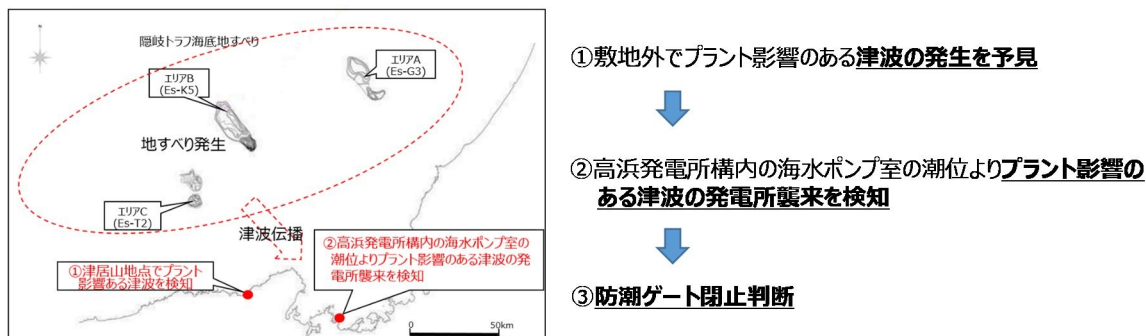 隠岐トラフ海底地すべり
エリアA
(Es-G3)
エリアB
(Es-K5)
地すべり発生
エリアC
(Es-T2)
津波伝播
①津居山地点でプラント
影響ある津波を検知
②高浜発電所構内の海水ポンプ室の
潮位よりプラント影響のある津波の発
電所襲来を検知
0
50km
①敷地外でプラント影響のある津波の発生を予見
②高浜発電所構内の海水ポンプ室の潮位よりプラント影響の
ある津波の発電所襲来を検知
③防潮ゲート閉止判断